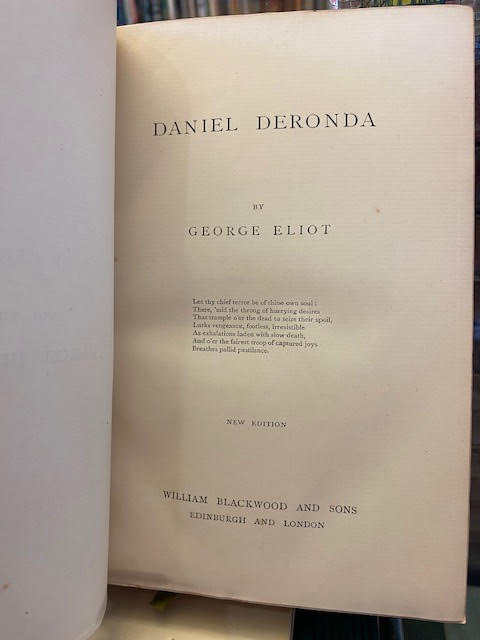 DANIEL DERONDA
BY
GEORGE ELIOT
Let thy chief terror be of thine own soul :
There, 'mid the throng of hurrying desires
That trample o'er the dead to seize their spoil,
Lurks vengeance, footless, irresistible
As exhalations laden with slow death,
And o'er the fairest troop of captured joys
Breathes pallid pestilence.
NEW EDITION
WILLIAM BLACKWOOD AND SONS
EDINBURGH AND LONDON